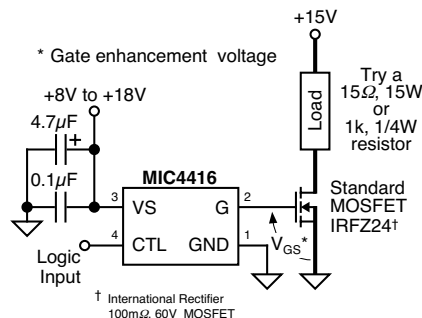 +15V
* Gate enhancement voltage
+8V to +18V
4.7µF
+
0.1µF
Load
Try a
15Ω, 15W
or
1k, 1/4W
resistor
MIC4416
3
VS
G
2
4
CTL
GND
1
Logic
Input
VGS*
Standard
MOSFET
IRFZ24†
† International Rectifier
100mΩ, 60V MOSFET